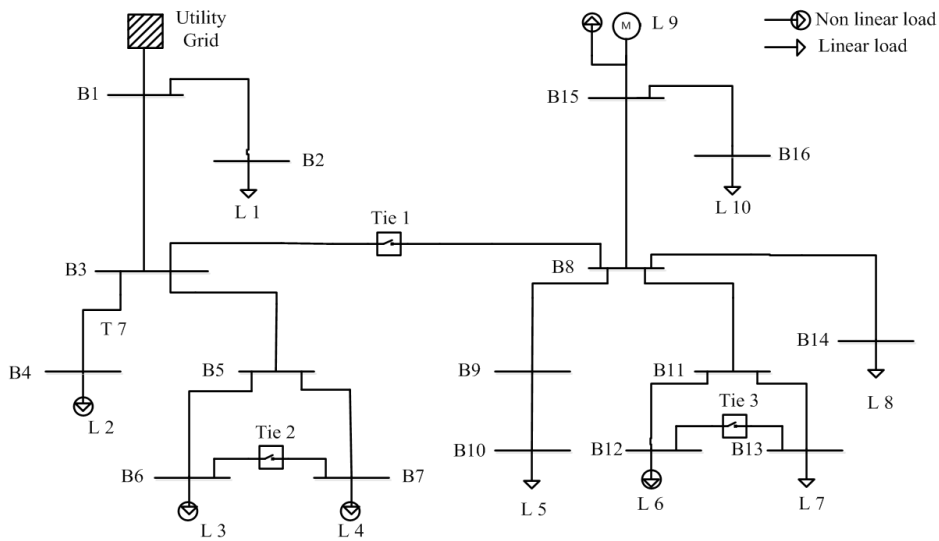 Utility
Grid
M
L 9
Non linear load
Linear load
B1
B15
B2
B16
L 1
L 10
Tie 1
B3
B8
T 7
B14
B4
B5
B9
B11
L 8
L 2
Tie 2
Tie 3
B6
B7
B10
B12
B13
L 3
L 4
L 5
L 6
L 7